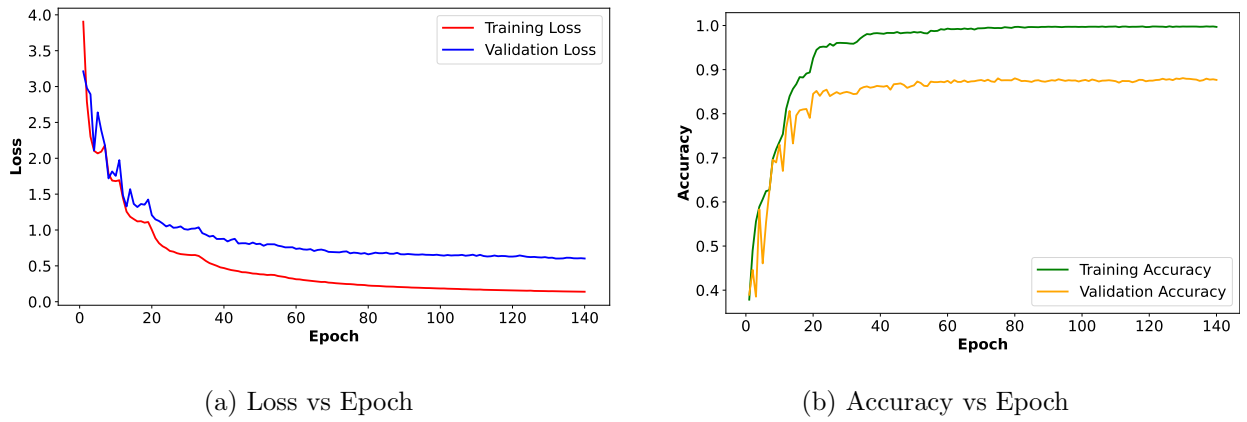 4.0
3.5
3.0
2.5
2.0
1.5
1.0
0.5
0.0
Loss
Training Loss
Validation Loss
0 20 40 60 80 100 120 140
Epoch
(a) Loss vs Epoch
1.0
0.9
0.8
0.7
0.6
0.5
0.4
Accuracy
Training Accuracy
Validation Accuracy
0 20 40 60 80 100 120 140
Epoch
(b) Accuracy vs Epoch